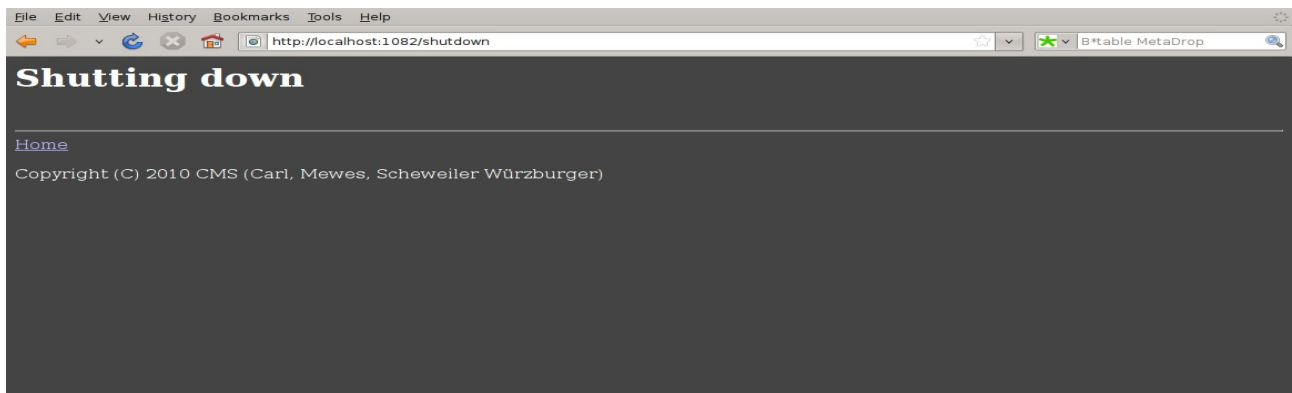 File Edit View History Bookmarks Tools Help
http://localhost:1082/shutdown B*table MetaDrop
Shutting down
Home
Copyright (C) 2010 CMS (Carl, Mewes, Scheweiler Würzburger)